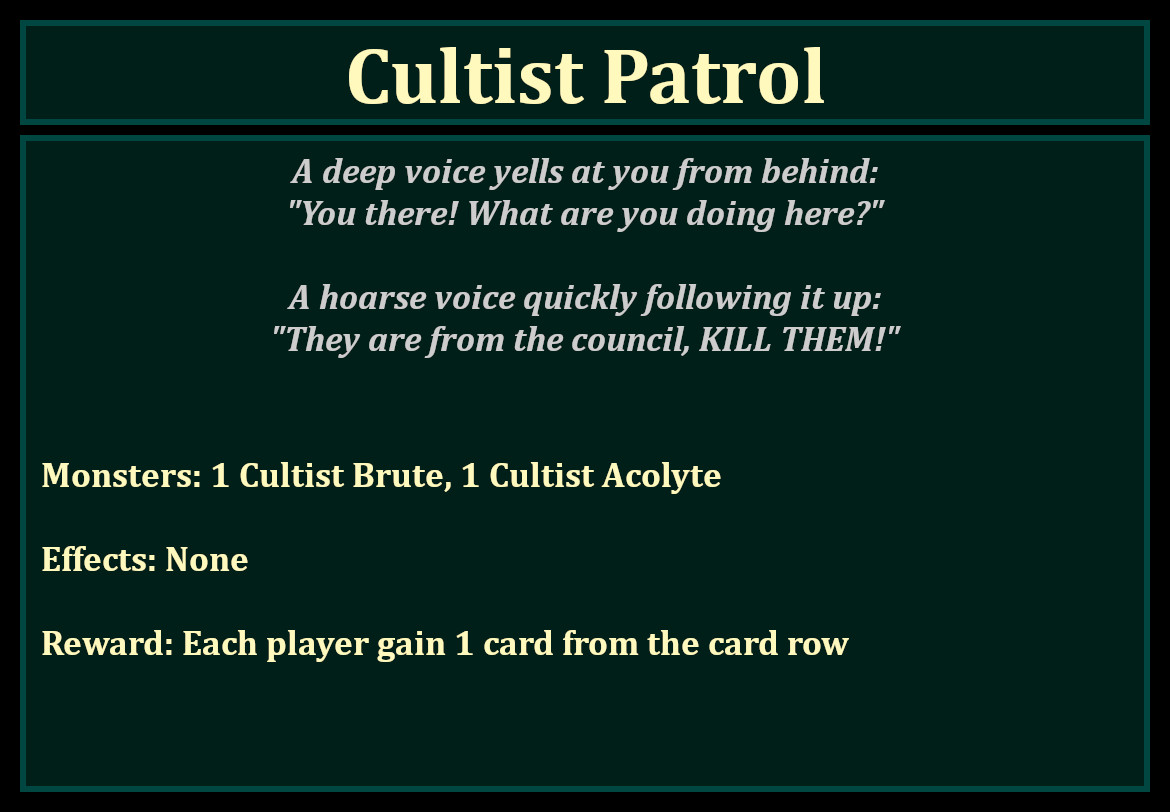 Cultist Patrol
A deep voice yells at you from behind:
"You there! What are you doing here?"
A hoarse voice quickly following it up:
"They are from the council, KILL THEM!"
Monsters: 1 Cultist Brute, 1 Cultist Acolyte
Effects: None
Reward: Each player gain 1 card from the card row